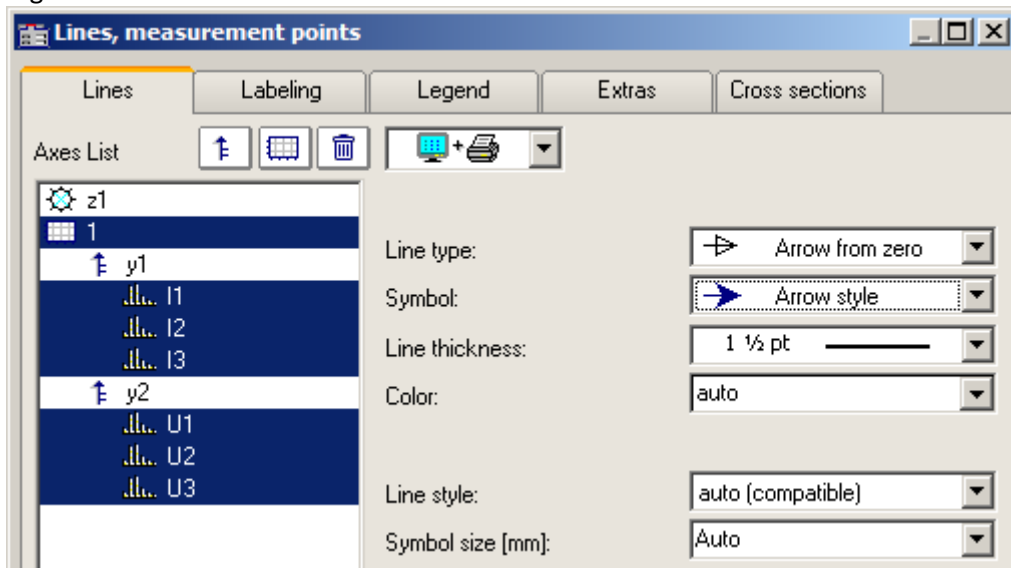 Lines, measurement points
Lines
Labeling
Legend
Extras
Cross sections
Axes List
z1
1
y1
I1
I2
I3
y2
U1
U2
U3
Line type:
Arrow from zero
Symbol:
Arrow style
Line thickness:
1 ½ pt
Color:
auto
Line style:
auto (compatible)
Symbol size [mm]:
Auto